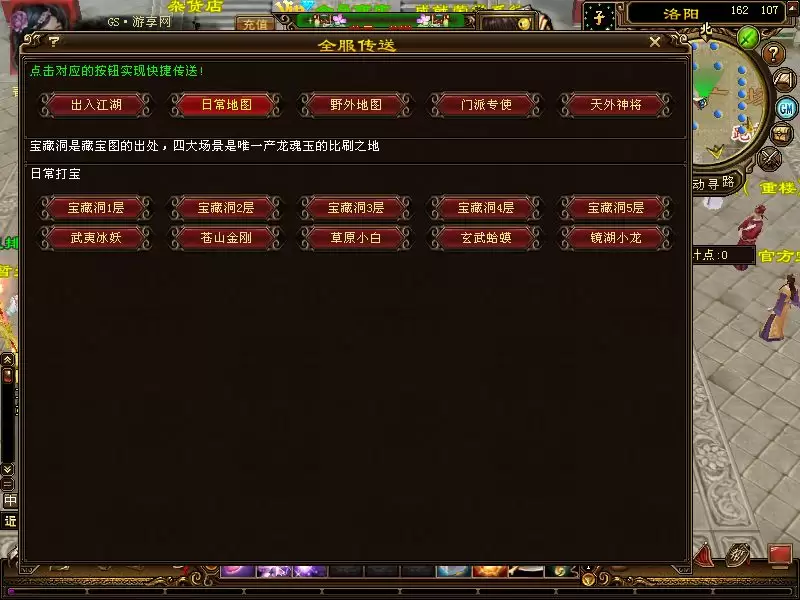 杂货店
GS·游享网
充值
子
洛阳
162 107
北
?
全服传送
点击对应的按钮实现快捷传送!
出入江湖
日常地图
野外地图
门派专使
天外神将
宝藏洞是藏宝图的出处，四大场景是唯一产龙魂玉的比刷之地
日常打宝
宝藏洞1层
宝藏洞2层
宝藏洞3层
宝藏洞4层
宝藏洞5层
武夷冰妖
苍山金刚
草原小白
玄武蛤蟆
镜湖小龙
GM
动寻路
重楼
计点:0
官方
中
近